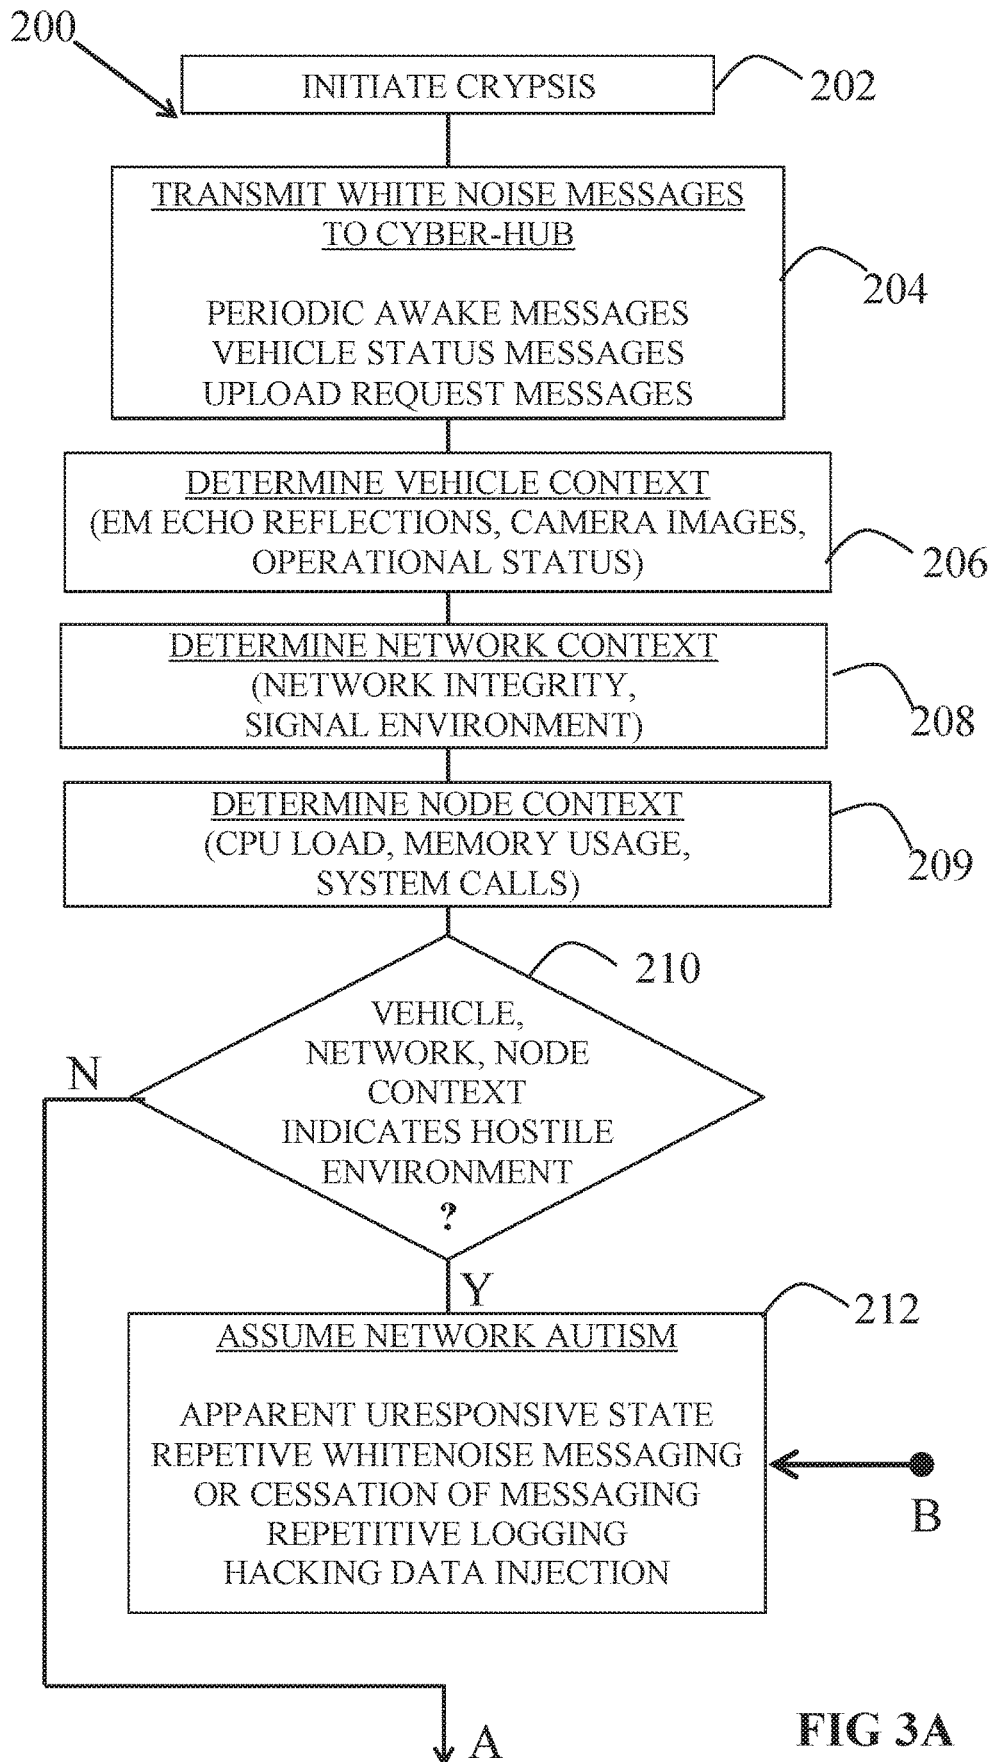 200
INITIATE CRYPSIS
202
TRANSMIT WHITE NOISE MESSAGES
TO CYBER-HUB
204
PERIODIC AWAKE MESSAGES
VEHICLE STATUS MESSAGES
UPLOAD REQUEST MESSAGES
DETERMINE VEHICLE CONTEXT
(EM ECHO REFLECTIONS, CAMERA IMAGES,
OPERATIONAL STATUS)
206
DETERMINE NETWORK CONTEXT
(NETWORK INTEGRITY,
SIGNAL ENVIRONMENT)
208
DETERMINE NODE CONTEXT
(CPU LOAD, MEMORY USAGE,
SYSTEM CALLS)
209
210
VEHICLE,
NETWORK, NODE
CONTEXT
INDICATES HOSTILE
ENVIRONMENT
?
N
Y
212
ASSUME NETWORK AUTISM
APPARENT URESPONSIVE STATE
REPETIVE WHITENOISE MESSAGING
OR CESSATION OF MESSAGING
REPETITIVE LOGGING
HACKING DATA INJECTION
B
A
FIG 3A